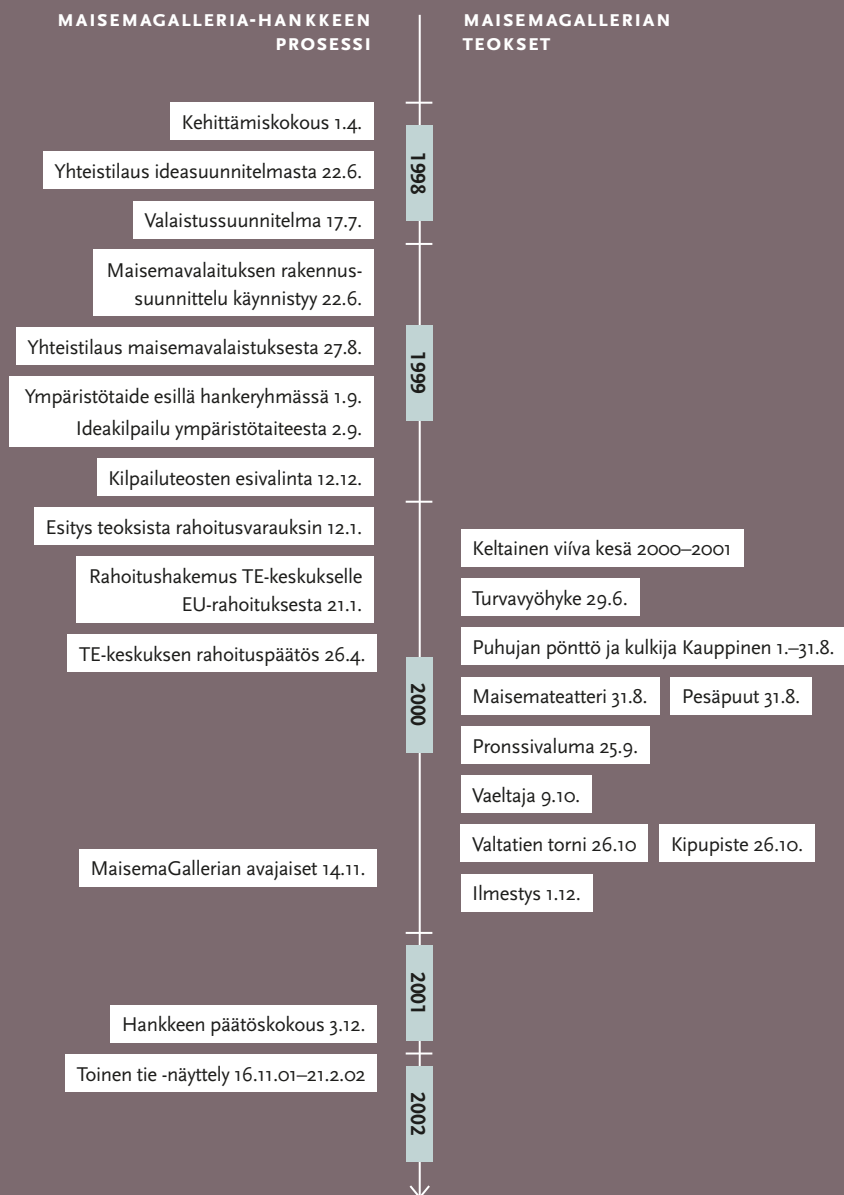 MAISEMAGALLERIA-HANKKEEN
PROSESSI
MAISEMAGALLERIAN
TEOKSET
1998
Kehittämiskokous 1.4.
Yhteistilaus ideasuunnitelmasta 22.6.
Valaistussuunnitelma 17.7.
1999
Maisemavalaituksen rakennus-
suunnittelu käynnistyy 22.6.
Yhteistilaus maisemavalaistuksesta 27.8.
Ympäristötaide esillä hankeryhmässä 1.9.
Ideakilpailu ympäristötaiteesta 2.9.
Kilpailuteosten esivalinta 12.12.
2000
Esitys teoksista rahoitusvarauksin 12.1.
Rahoitushakemus TE-keskukselle
EU-rahoituksesta 21.1.
TE-keskuksen rahoituspäätös 26.4.
MaisemaGallerian avajaiset 14.11.
Keltainen viíva kesä 2000–2001
Turvavyöhyke 29.6.
Puhujan pönttö ja kulkija Kauppinen 1.–31.8.
Maisemateatteri 31.8.
Pesäpuut 31.8.
Pronssivaluma 25.9.
Vaeltaja 9.10.
Valtatien torni 26.10
Kipupiste 26.10.
Ilmestys 1.12.
2001
Hankkeen päätöskokous 3.12.
Toinen tie -näyttely 16.11.01–21.2.02
2002